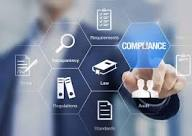 Requirements
COMPLIANCE
Transparency
Law
Regulations
Audit
Standards